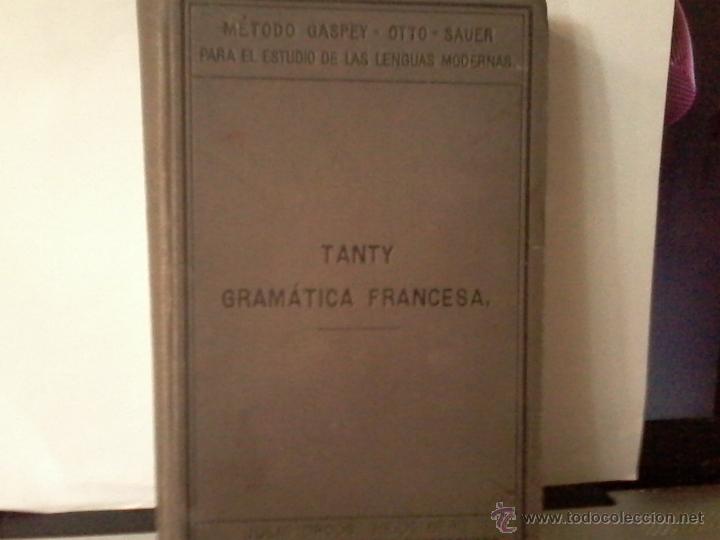 MÉTODO GASPEY - OTTO - SAUER
PARA EL ESTUDIO DE LAS LENGUAS MODERNAS.
TANTY
GRAMÁTICA FRANCESA.
© www.todocoleccion.net